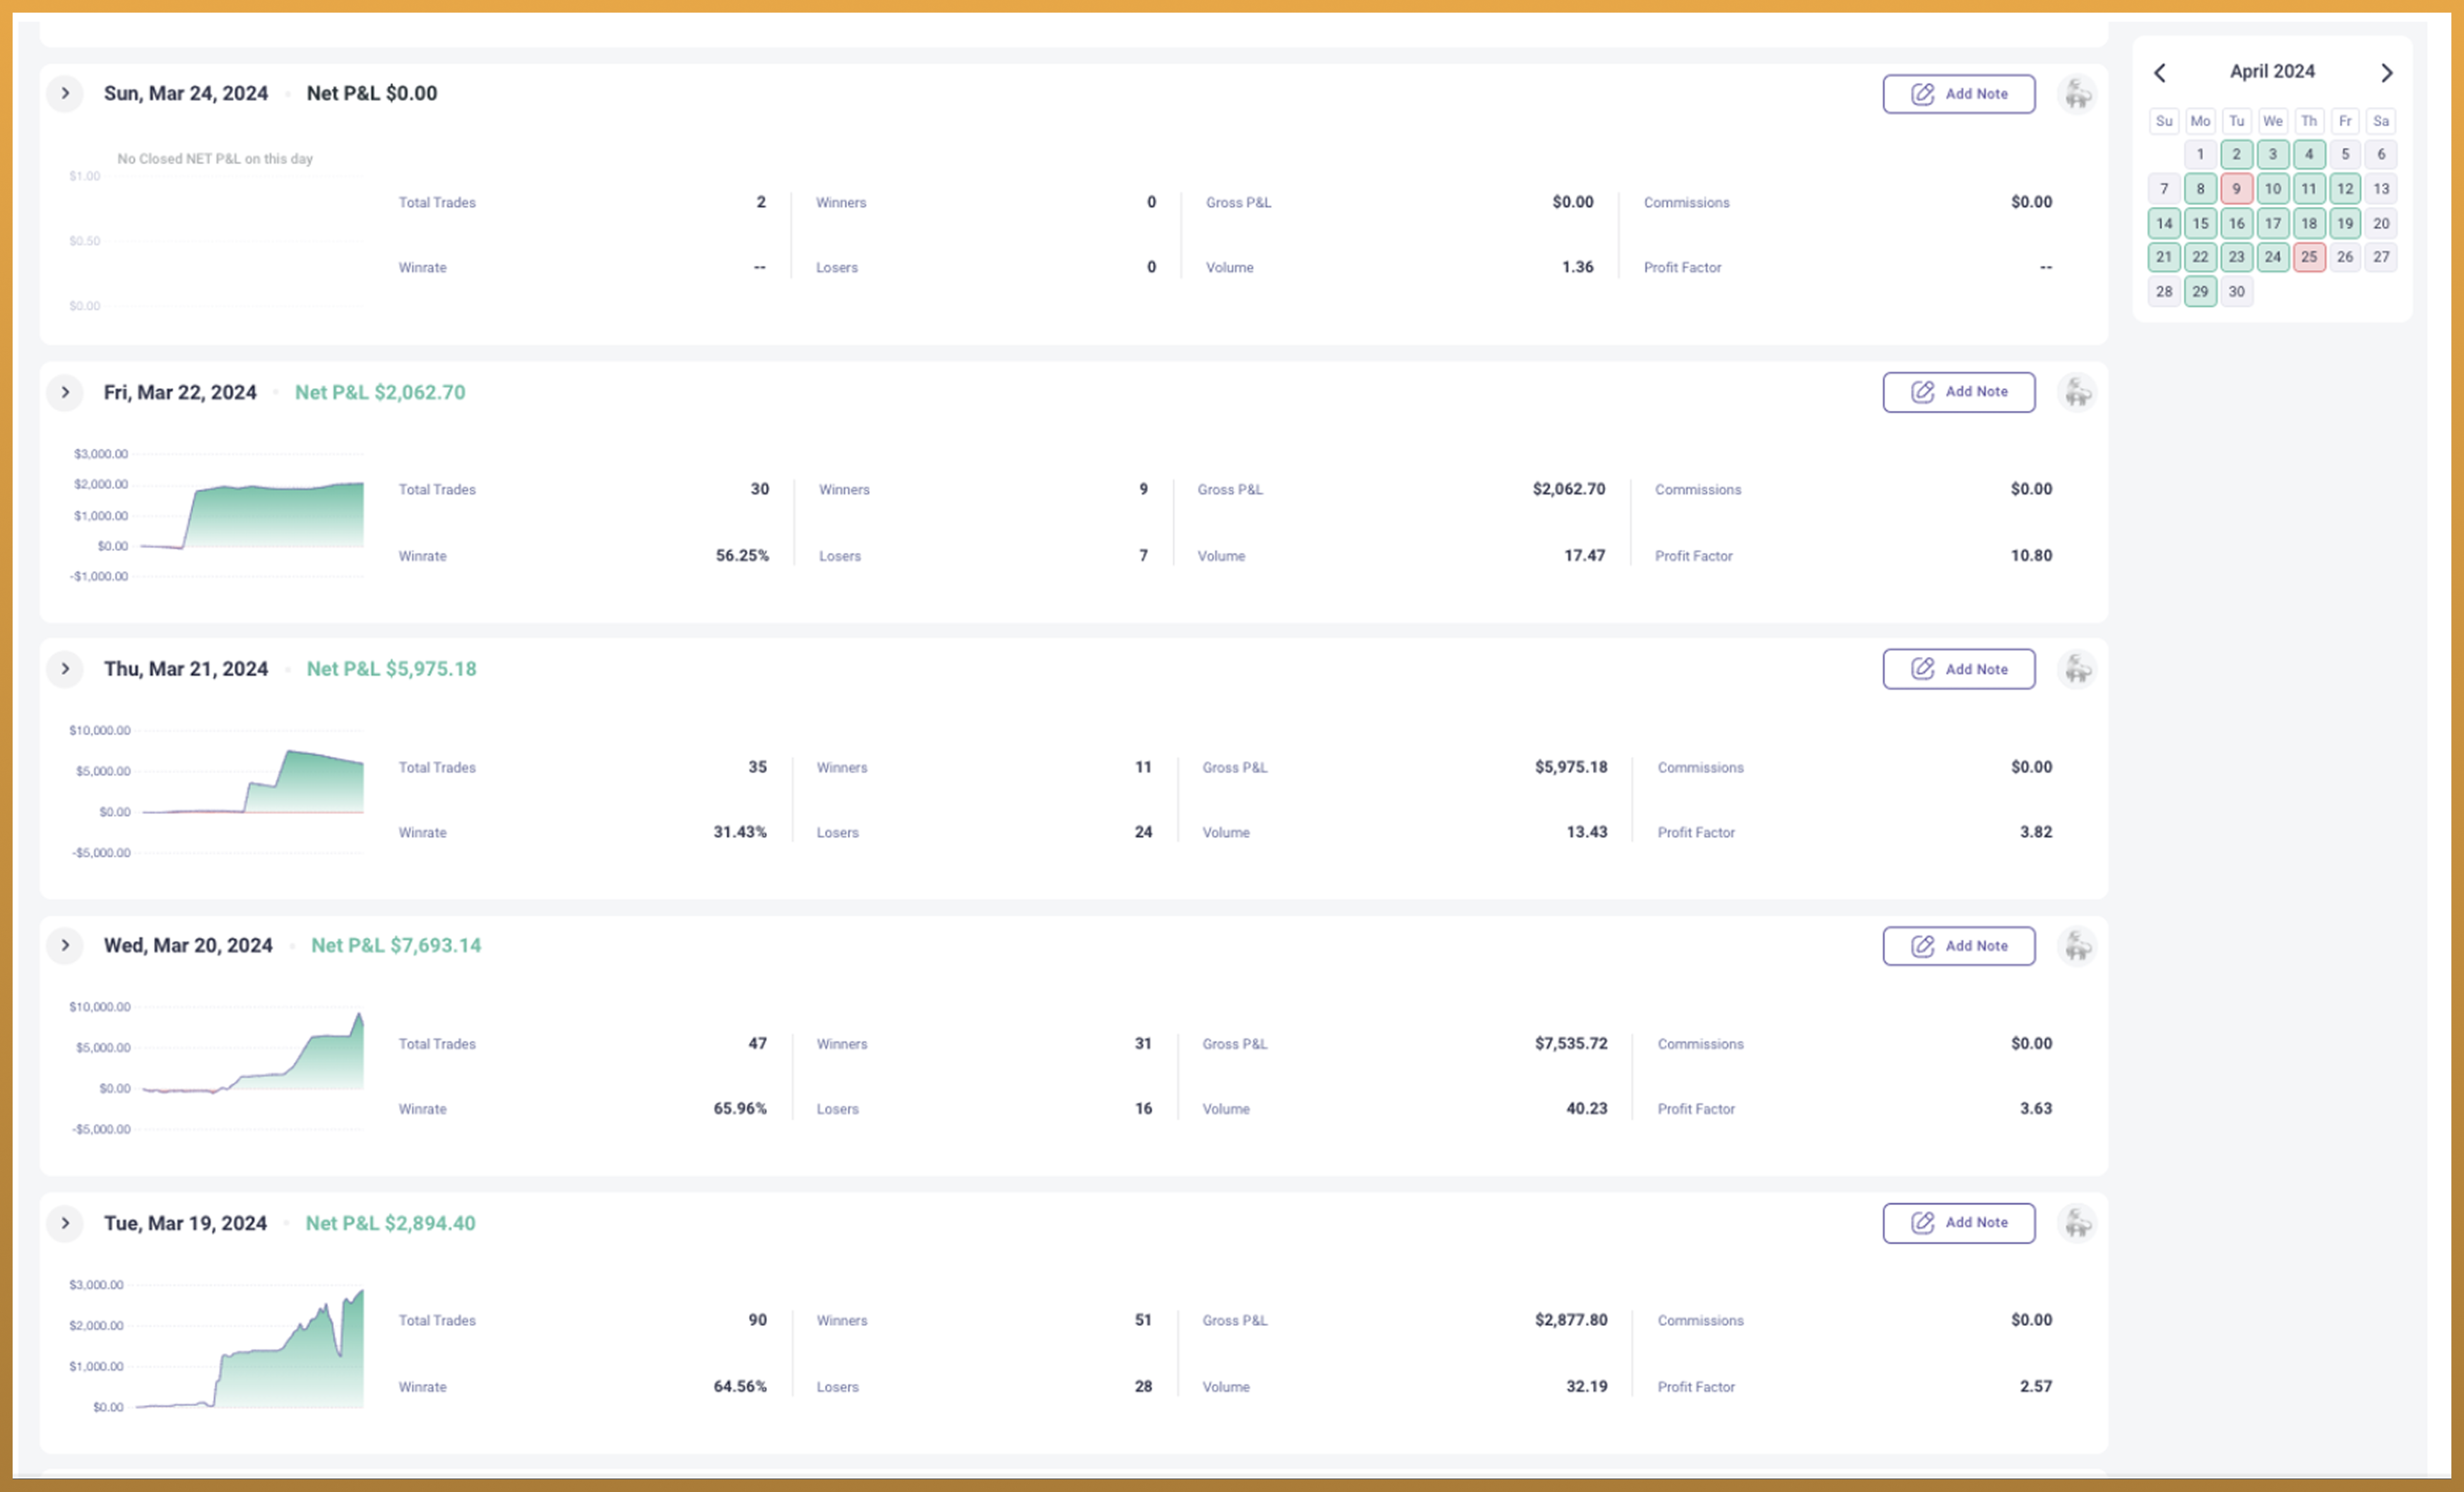 Sun, Mar 24, 2024 • Net P&L $0.00
Add Note
No Closed NET P&L on this day
$1.00
$0.50
$0.00
Total Trades 2 Winners 0 Gross P&L $0.00 Commissions $0.00
Winrate -- Losers 0 Volume 1.36 Profit Factor --
Fri, Mar 22, 2024 • Net P&L $2,062.70
Add Note
$3,000.00
$2,000.00
$1,000.00
$0.00
-$1,000.00
Total Trades 30 Winners 9 Gross P&L $2,062.70 Commissions $0.00
Winrate 56.25% Losers 7 Volume 17.47 Profit Factor 10.80
Thu, Mar 21, 2024 • Net P&L $5,975.18
Add Note
$10,000.00
$5,000.00
$0.00
-$5,000.00
Total Trades 35 Winners 11 Gross P&L $5,975.18 Commissions $0.00
Winrate 31.43% Losers 24 Volume 13.43 Profit Factor 3.82
Wed, Mar 20, 2024 • Net P&L $7,693.14
Add Note
$10,000.00
$5,000.00
$0.00
-$5,000.00
Total Trades 47 Winners 31 Gross P&L $7,535.72 Commissions $0.00
Winrate 65.96% Losers 16 Volume 40.23 Profit Factor 3.63
Tue, Mar 19, 2024 • Net P&L $2,894.40
Add Note
$3,000.00
$2,000.00
$1,000.00
$0.00
Total Trades 90 Winners 51 Gross P&L $2,877.80 Commissions $0.00
Winrate 64.56% Losers 28 Volume 32.19 Profit Factor 2.57
April 2024
Su Mo Tu We Th Fr Sa
1 2 3 4 5 6
7 8 9 10 11 12 13
14 15 16 17 18 19 20
21 22 23 24 25 26 27
28 29 30